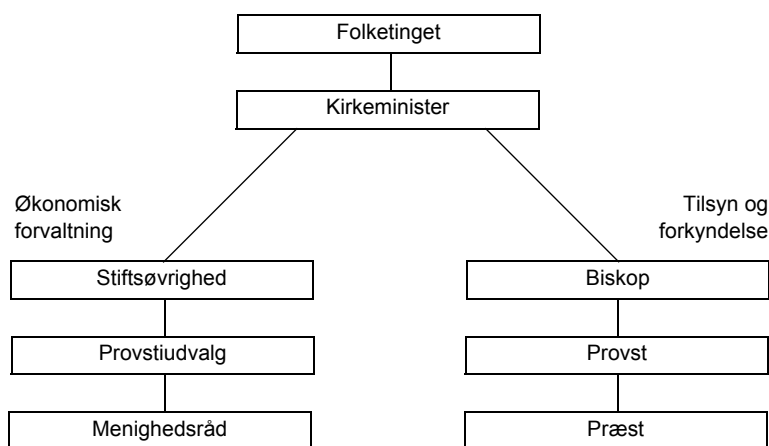 Folketinget
Kirkeminister
Økonomisk
forvaltning
Tilsyn og
forkyndelse
Stiftsøvrighed
Biskop
Provstiudvalg
Provst
Menighedsråd
Præst